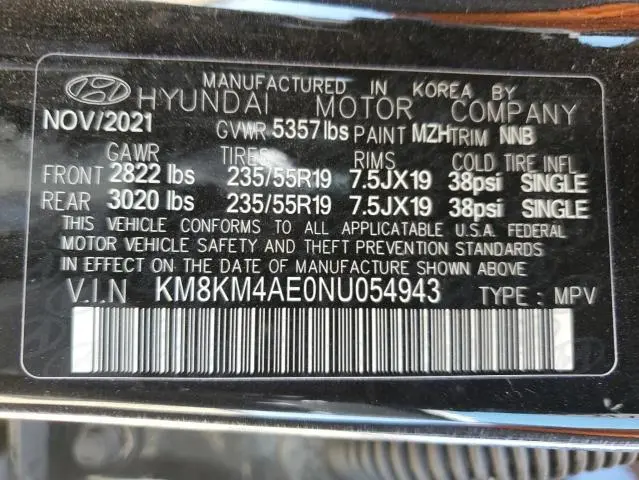 MANUFACTURED IN KOREA BY
HYUNDAI MOTOR COMPANY
NOV/2021 GVWR 5357 lbs PAINT MZH TRIM NNB
GAWR TIRES RIMS COLD TIRE INFL
FRONT 2822 lbs 235/55R19 7.5JX19 38psi SINGLE
REAR 3020 lbs 235/55R19 7.5JX19 38psi SINGLE
THIS VEHICLE CONFORMS TO ALL APPLICATABLE U.S.A. FEDERAL
MOTOR VEHICLE SAFETY AND THEFT PREVENTION STANDARDS
IN EFFECT ON THE DATE OF MANUFACTURE SHOWN ABOVE
V.I.N KM8KM4AE0NU054943 TYPE : MPV